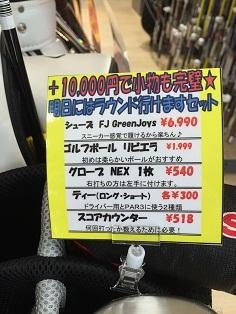 +10,000円で小物も完璧★
明日にはラウンド行けますセット
シューズ FJ GreenJoys ¥6,990
スニーカー感覚で履けるから楽ちん♪
ゴルフボール リビエラ ¥1,999
初めは柔らかいボールがおすすめ
グローブ NEX 1枚 ¥540
右打ちの方は左手に付けます。
ティー(ロング・ショート) 各¥300
ドライバー用とPAR3に使う2種類
スコアカウンター ¥518
何回打ったか数えるために必要!